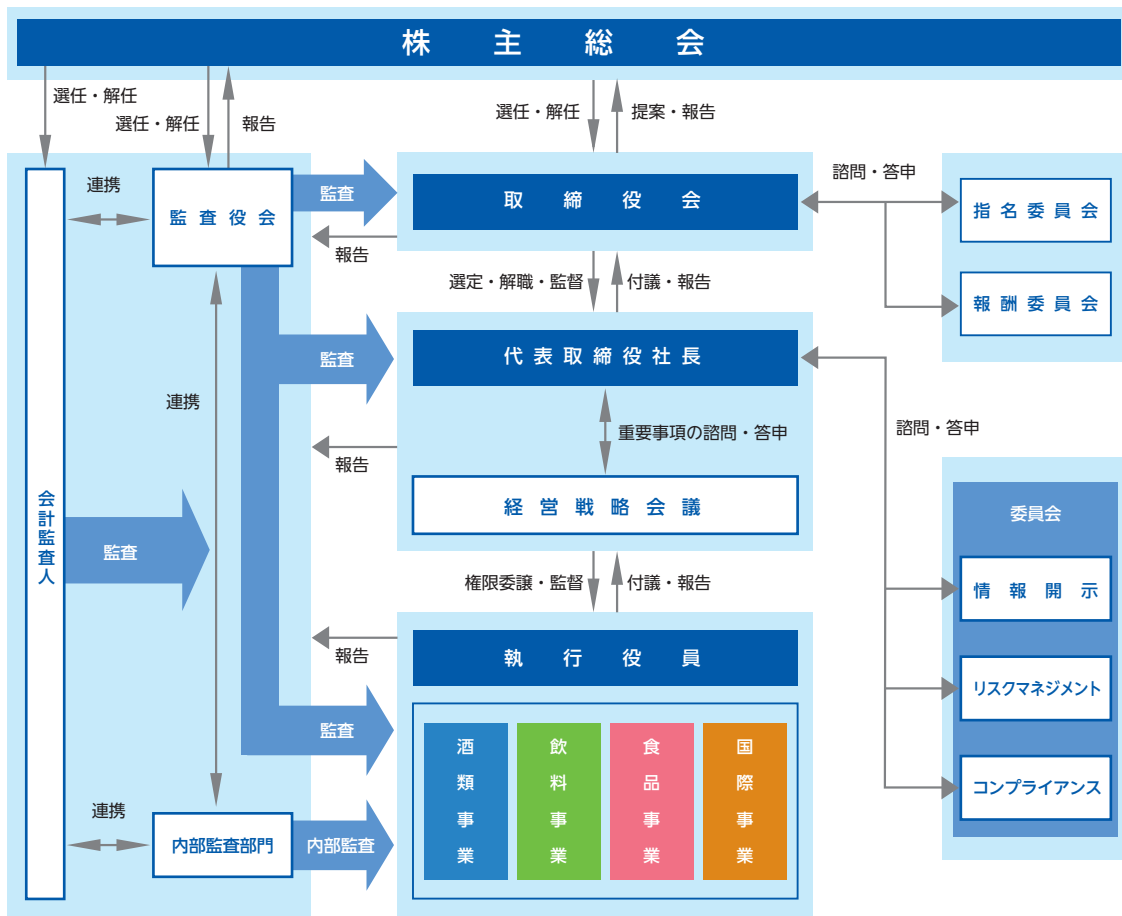 株主総会
選任・解任
選任・解任
報告
選任・解任
提案・報告
連携
監査役会
監査
報告
取締役会
諮問・答申
指名委員会
報酬委員会
選定・解職・監督
付議・報告
監査
代表取締役社長
連携
重要事項の諮問・答申
報告
経営戦略会議
諮問・答申
会計監査人
監査
委員会
情報開示
リスクマネジメント
コンプライアンス
権限委譲・監督
付議・報告
報告
執行役員
監査
酒類事業
飲料事業
食品事業
国際事業
連携
内部監査部門
内部監査